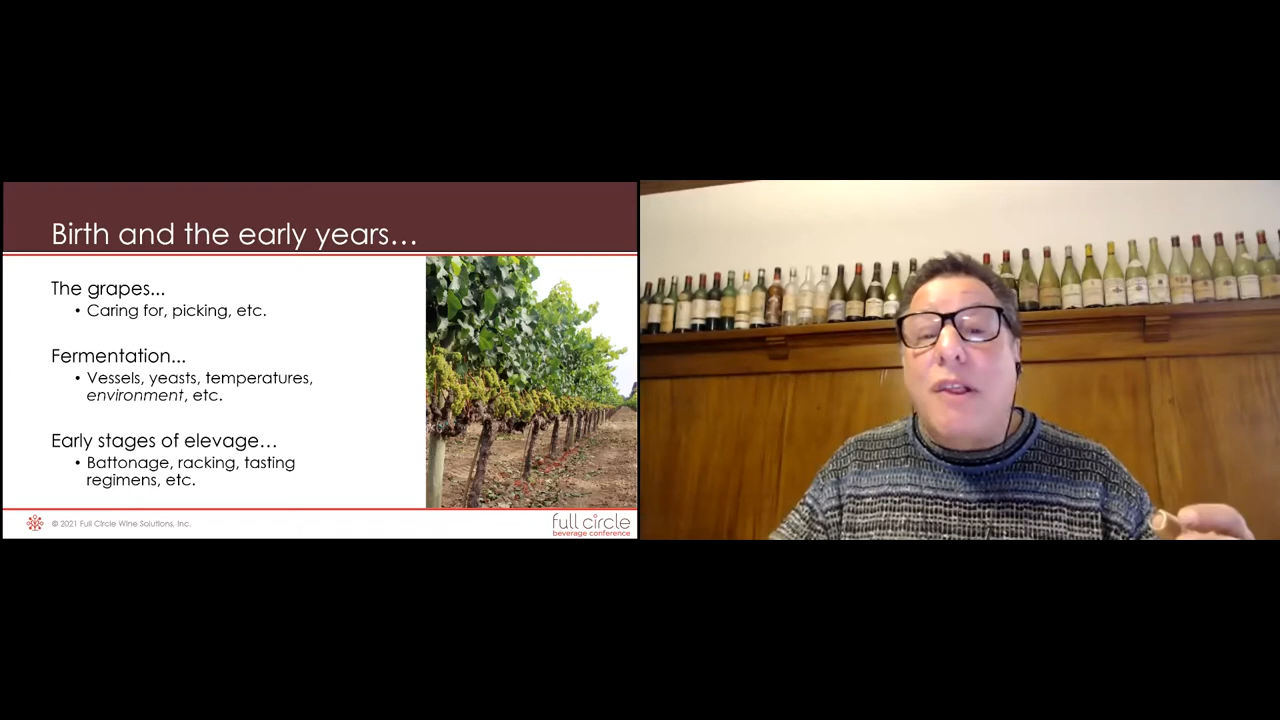 Birth and the early years…
The grapes...
• Caring for, picking, etc.
Fermentation...
• Vessels, yeasts, temperatures,
environment, etc.
Early stages of elevage…
• Battonage, racking, tasting
regimens, etc.
© 2021 Full Circle Wine Solutions, Inc.
full circle
beverage conference